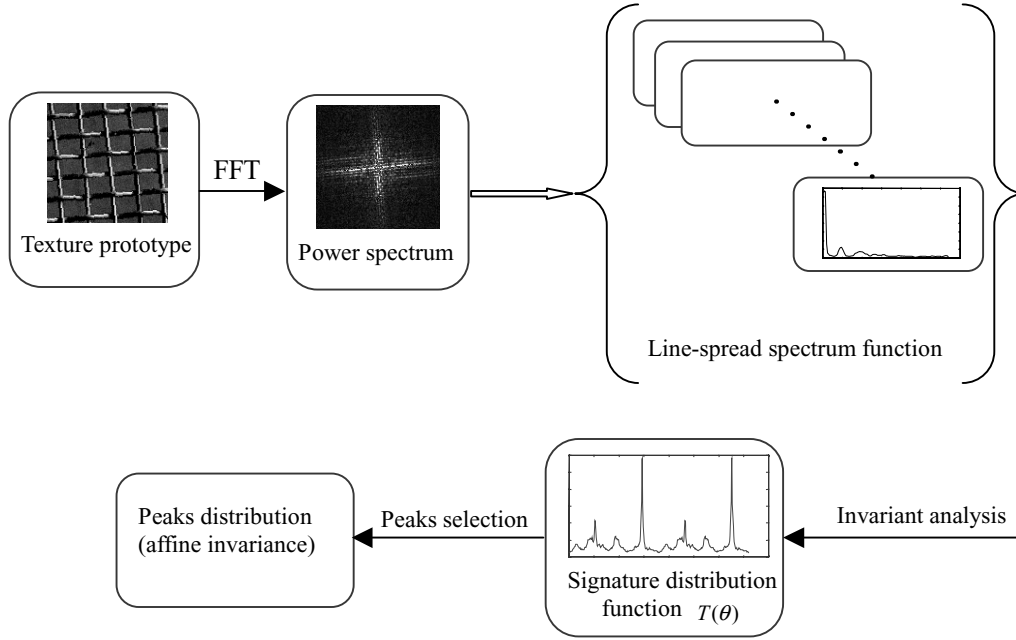 FFT
Texture prototype
Power spectrum
Line-spread spectrum function
Peaks distribution
(affine invariance)
Peaks selection
Signature distribution
function T(θ)
Invariant analysis